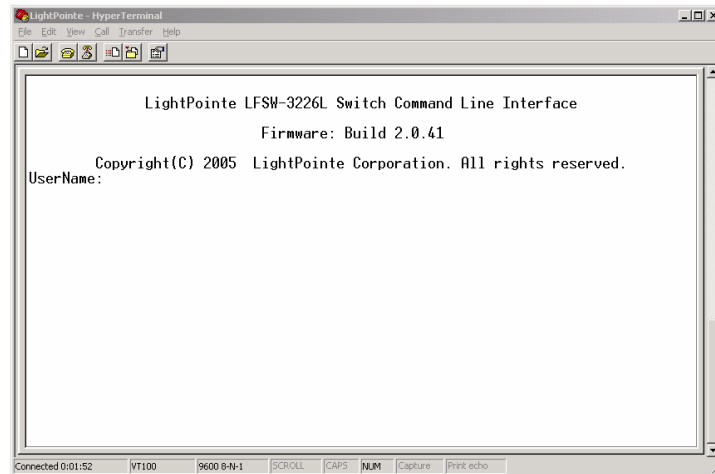 LightPointe - HyperTerminal
File Edit View Call Transfer Help
LightPointe LFSW-3226L Switch Command Line Interface
Firmware: Build 2.0.41
Copyright(C) 2005 LightPointe Corporation. All rights reserved.
UserName:
Connected 0:01:52 VT100 9600 8-N-1 SCROLL CAPS NUM Capture Print echo